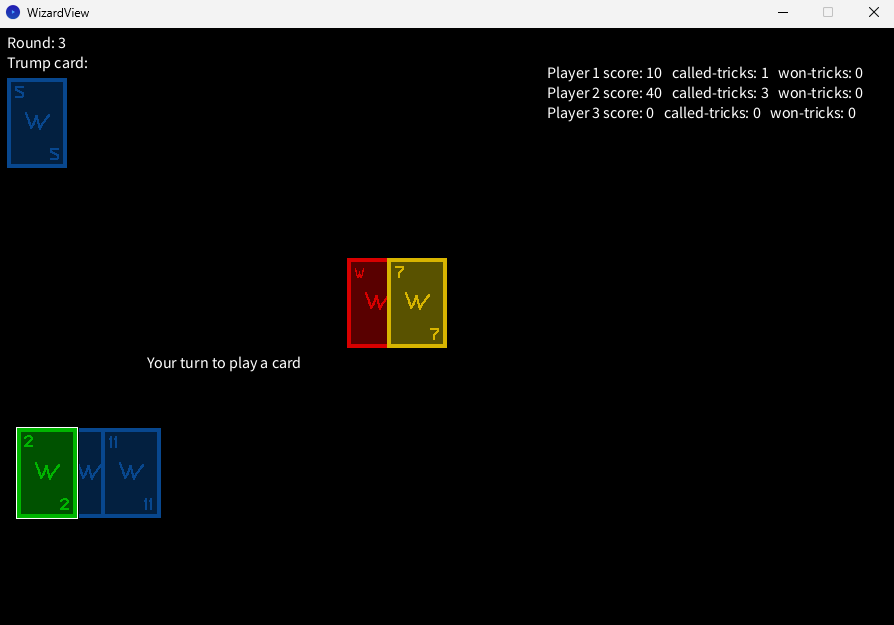 WizardView
Round: 3
Trump card:
Player 1 score: 10 called-tricks: 1 won-tricks: 0
Player 2 score: 40 called-tricks: 3 won-tricks: 0
Player 3 score: 0 called-tricks: 0 won-tricks: 0
5
W
5
W 7
W W
7
Your turn to play a card
2 11
W W W
2 11